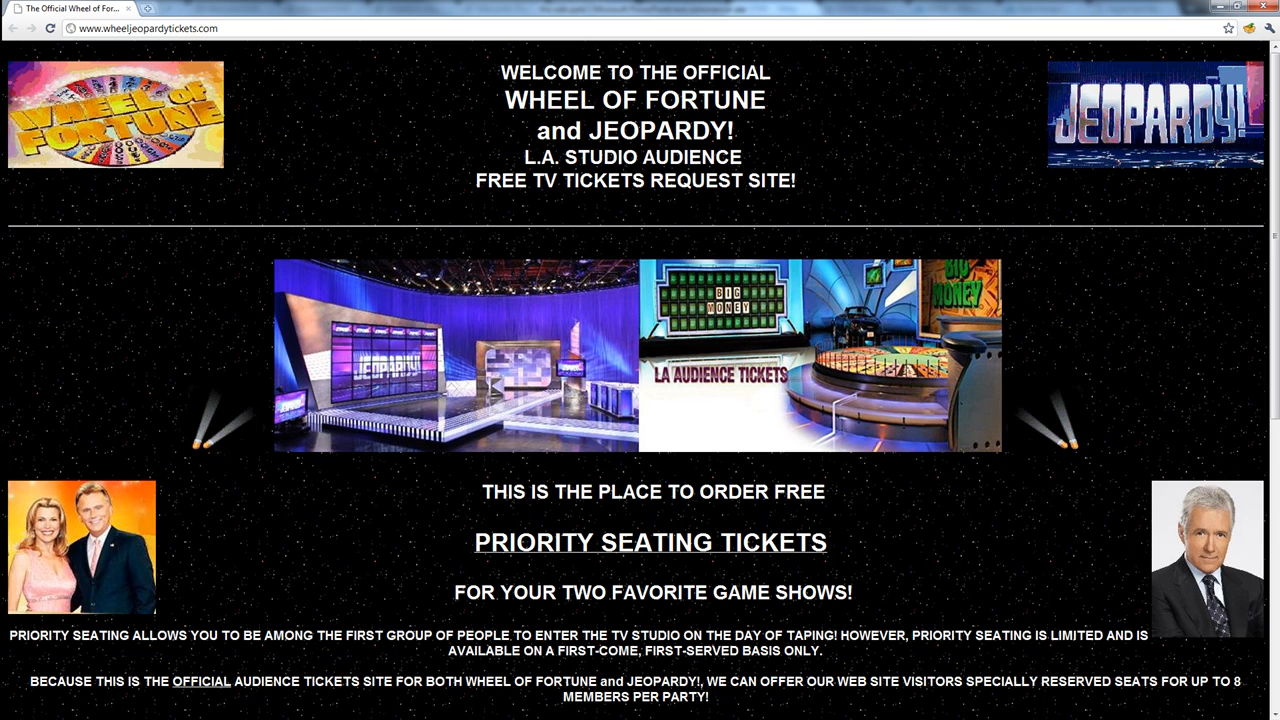 The Official Wheel of For...
www.wheeljeopardytickets.com
WHEEL OF
FORTUNE
WELCOME TO THE OFFICIAL
WHEEL OF FORTUNE
and JEOPARDY!
L.A. STUDIO AUDIENCE
FREE TV TICKETS REQUEST SITE!
JEOPARDY!
JEOPARDY!
BIG
MONEY
BIG
MONEY
LA AUDIENCE TICKETS
THIS IS THE PLACE TO ORDER FREE
PRIORITY SEATING TICKETS
FOR YOUR TWO FAVORITE GAME SHOWS!
PRIORITY SEATING ALLOWS YOU TO BE AMONG THE FIRST GROUP OF PEOPLE TO ENTER THE TV STUDIO ON THE DAY OF TAPING! HOWEVER, PRIORITY SEATING IS LIMITED AND IS
AVAILABLE ON A FIRST-COME, FIRST-SERVED BASIS ONLY.
BECAUSE THIS IS THE OFFICIAL AUDIENCE TICKETS SITE FOR BOTH WHEEL OF FORTUNE and JEOPARDY!, WE CAN OFFER OUR WEB SITE VISITORS SPECIALLY RESERVED SEATS FOR UP TO 8
MEMBERS PER PARTY!